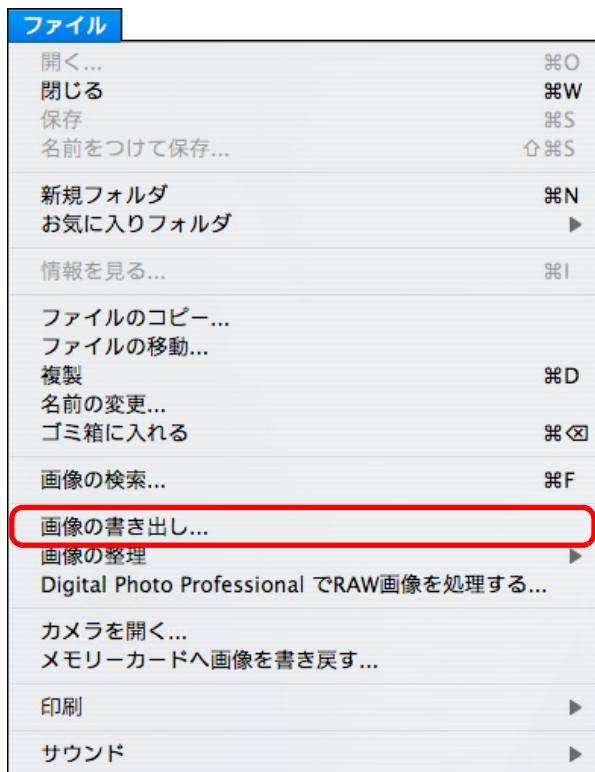 ファイル
開く... ⌘O
閉じる ⌘W
保存 ⌘S
名前をつけて保存... ⇧⌘S
新規フォルダ ⌘N
お気に入りフォルダ ▶
情報を見る... ⌘I
ファイルのコピー...
ファイルの移動...
複製 ⌘D
名前の変更...
ゴミ箱に入れる ⌘⌫
画像の検索... ⌘F
画像の書き出し...
画像の整理 ▶
Digital Photo Professional でRAW画像を処理する...
カメラを開く...
メモリーカードへ画像を書き戻す...
印刷 ▶
サウンド ▶